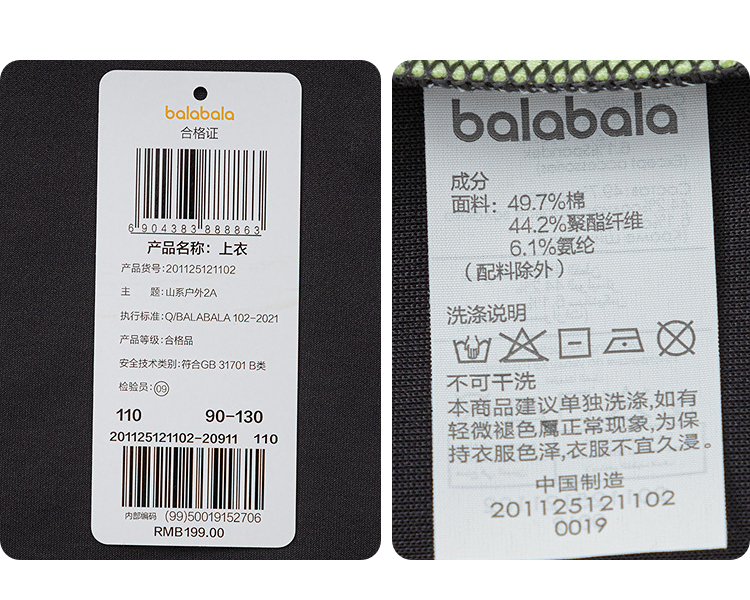 balabala
合格证
6904383 888863
产品名称：上衣
产品货号：201125121102
主　题：山系户外2A
执行标准：Q/BALABALA 102-2021
产品等级：合格品
安全技术类别：符合GB 31701 B类
检验员：09
110 90-130
201125121102-20911 110
内部编码 (99)50019152706
RMB199.00
balabala
成分
面料：49.7%棉
44.2%聚酯纤维
6.1%氨纶
（配料除外）
洗涤说明
不可干洗
本商品建议单独洗涤,如有
轻微褪色属正常现象,为保
持衣服色泽,衣服不宜久浸。
中国制造
201125121102
0019